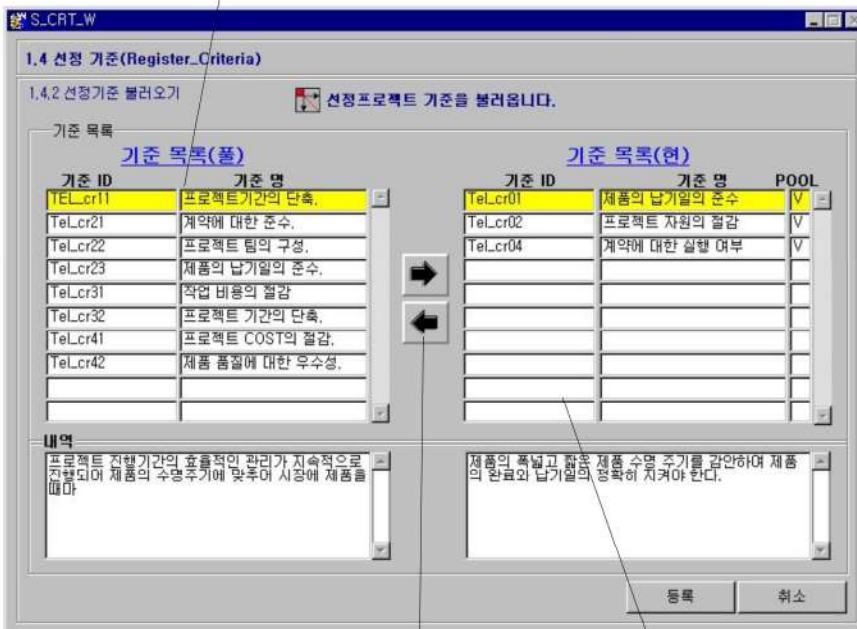 S_CRT_W
1.4 선정 기준(Register_Criteria)
1.4.2 선정기준 불러오기
선정프로젝트 기준을 불러옵니다.
기준 목록
기준 목록(풀) 기준 목록(현)
기준 ID 기준 명 기준 ID 기준 명 POOL
TEL_cr11 프로젝트기간의 단축. Tel_cr01 제품의 납기일의 준수 V
Tel_cr21 계약에 대한 준수. Tel_cr02 프로젝트 자원의 절감 V
Tel_cr22 프로젝트 팀의 구성. Tel_cr04 계약에 대한 실행 여부 V
Tel_cr23 제품의 납기일의 준수.
Tel_cr31 작업 비용의 절감
Tel_cr32 프로젝트 기간의 단축.
Tel_cr41 프로젝트 COST의 절감.
Tel_cr42 제품 품질에 대한 우수성.
내역
프로젝트 진행기간의 효율적인 관리가 지속적으로
진행되어 제품의 수명주기에 맞추어 시장에 제품을
때마
제품의 폭넓고 짧은 제품 수명 주기를 감안하여 제품
의 완료와 납기일의 정확히 지켜야 한다.
등록 취소